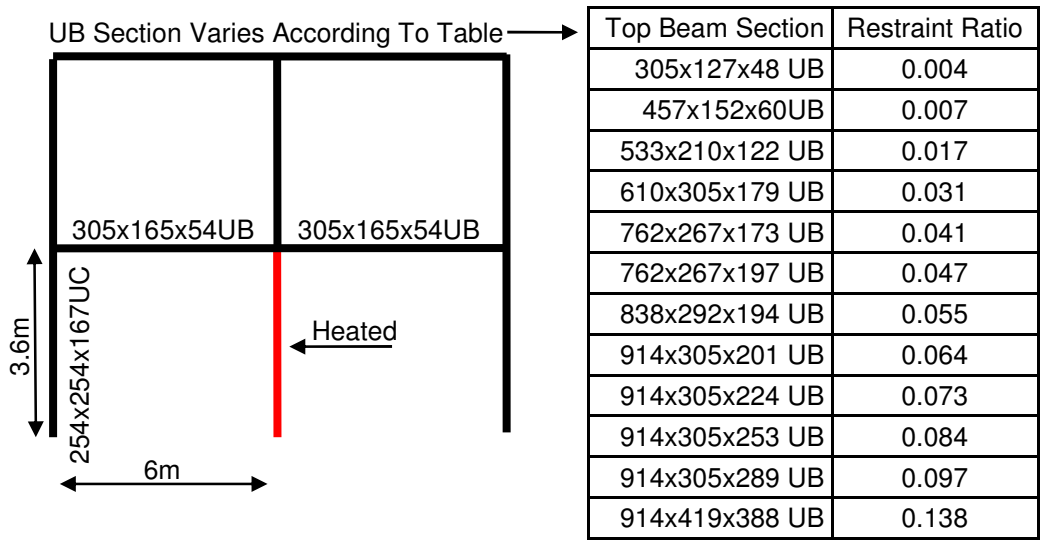 UB Section Varies According To Table
305x165x54UB 305x165x54UB
254x254x167UC
3.6m
Heated
6m
Top Beam Section Restraint Ratio
305x127x48 UB 0.004
457x152x60UB 0.007
533x210x122 UB 0.017
610x305x179 UB 0.031
762x267x173 UB 0.041
762x267x197 UB 0.047
838x292x194 UB 0.055
914x305x201 UB 0.064
914x305x224 UB 0.073
914x305x253 UB 0.084
914x305x289 UB 0.097
914x419x388 UB 0.138